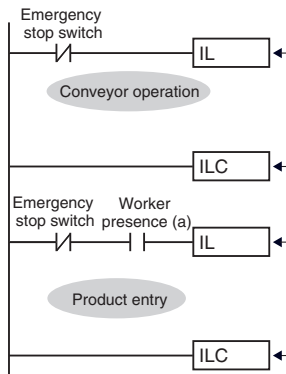 Emergency
stop switch
IL
Conveyor operation
ILC
Emergency
stop switch
Worker
presence (a)
IL
Product entry
ILC